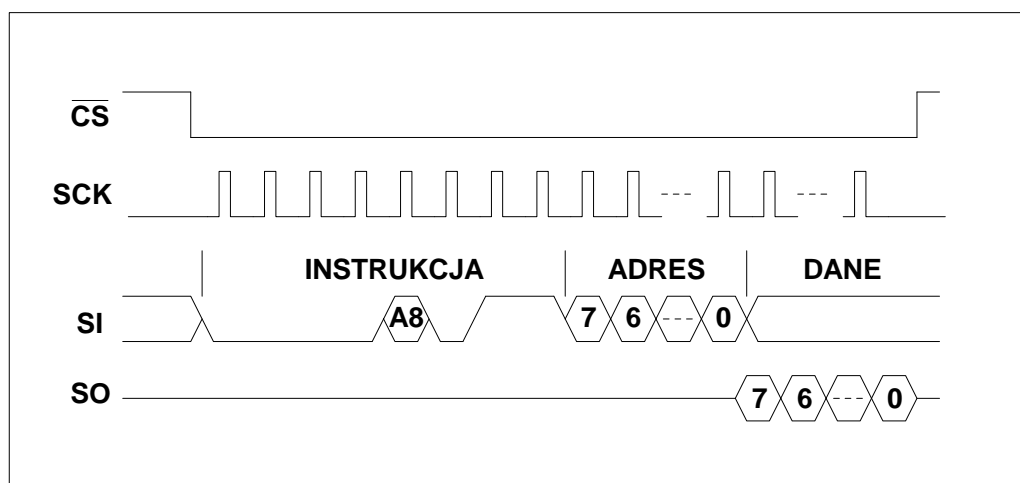 CS
SCK
INSTRUKCJA ADRES DANE
SI A8 7 6 --- 0
SO 7 6 --- 0